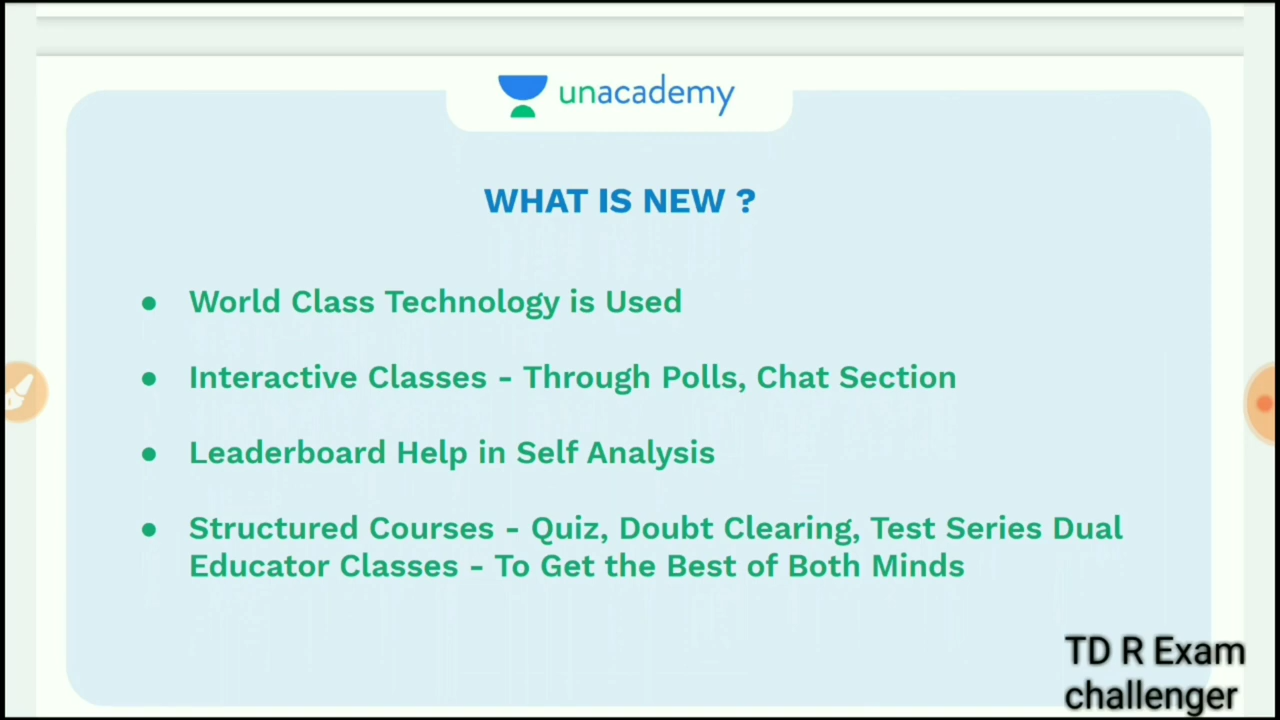 unacademy
WHAT IS NEW ?
● World Class Technology is Used
● Interactive Classes - Through Polls, Chat Section
● Leaderboard Help in Self Analysis
● Structured Courses - Quiz, Doubt Clearing, Test Series Dual
Educator Classes - To Get the Best of Both Minds
TD R Exam
challenger